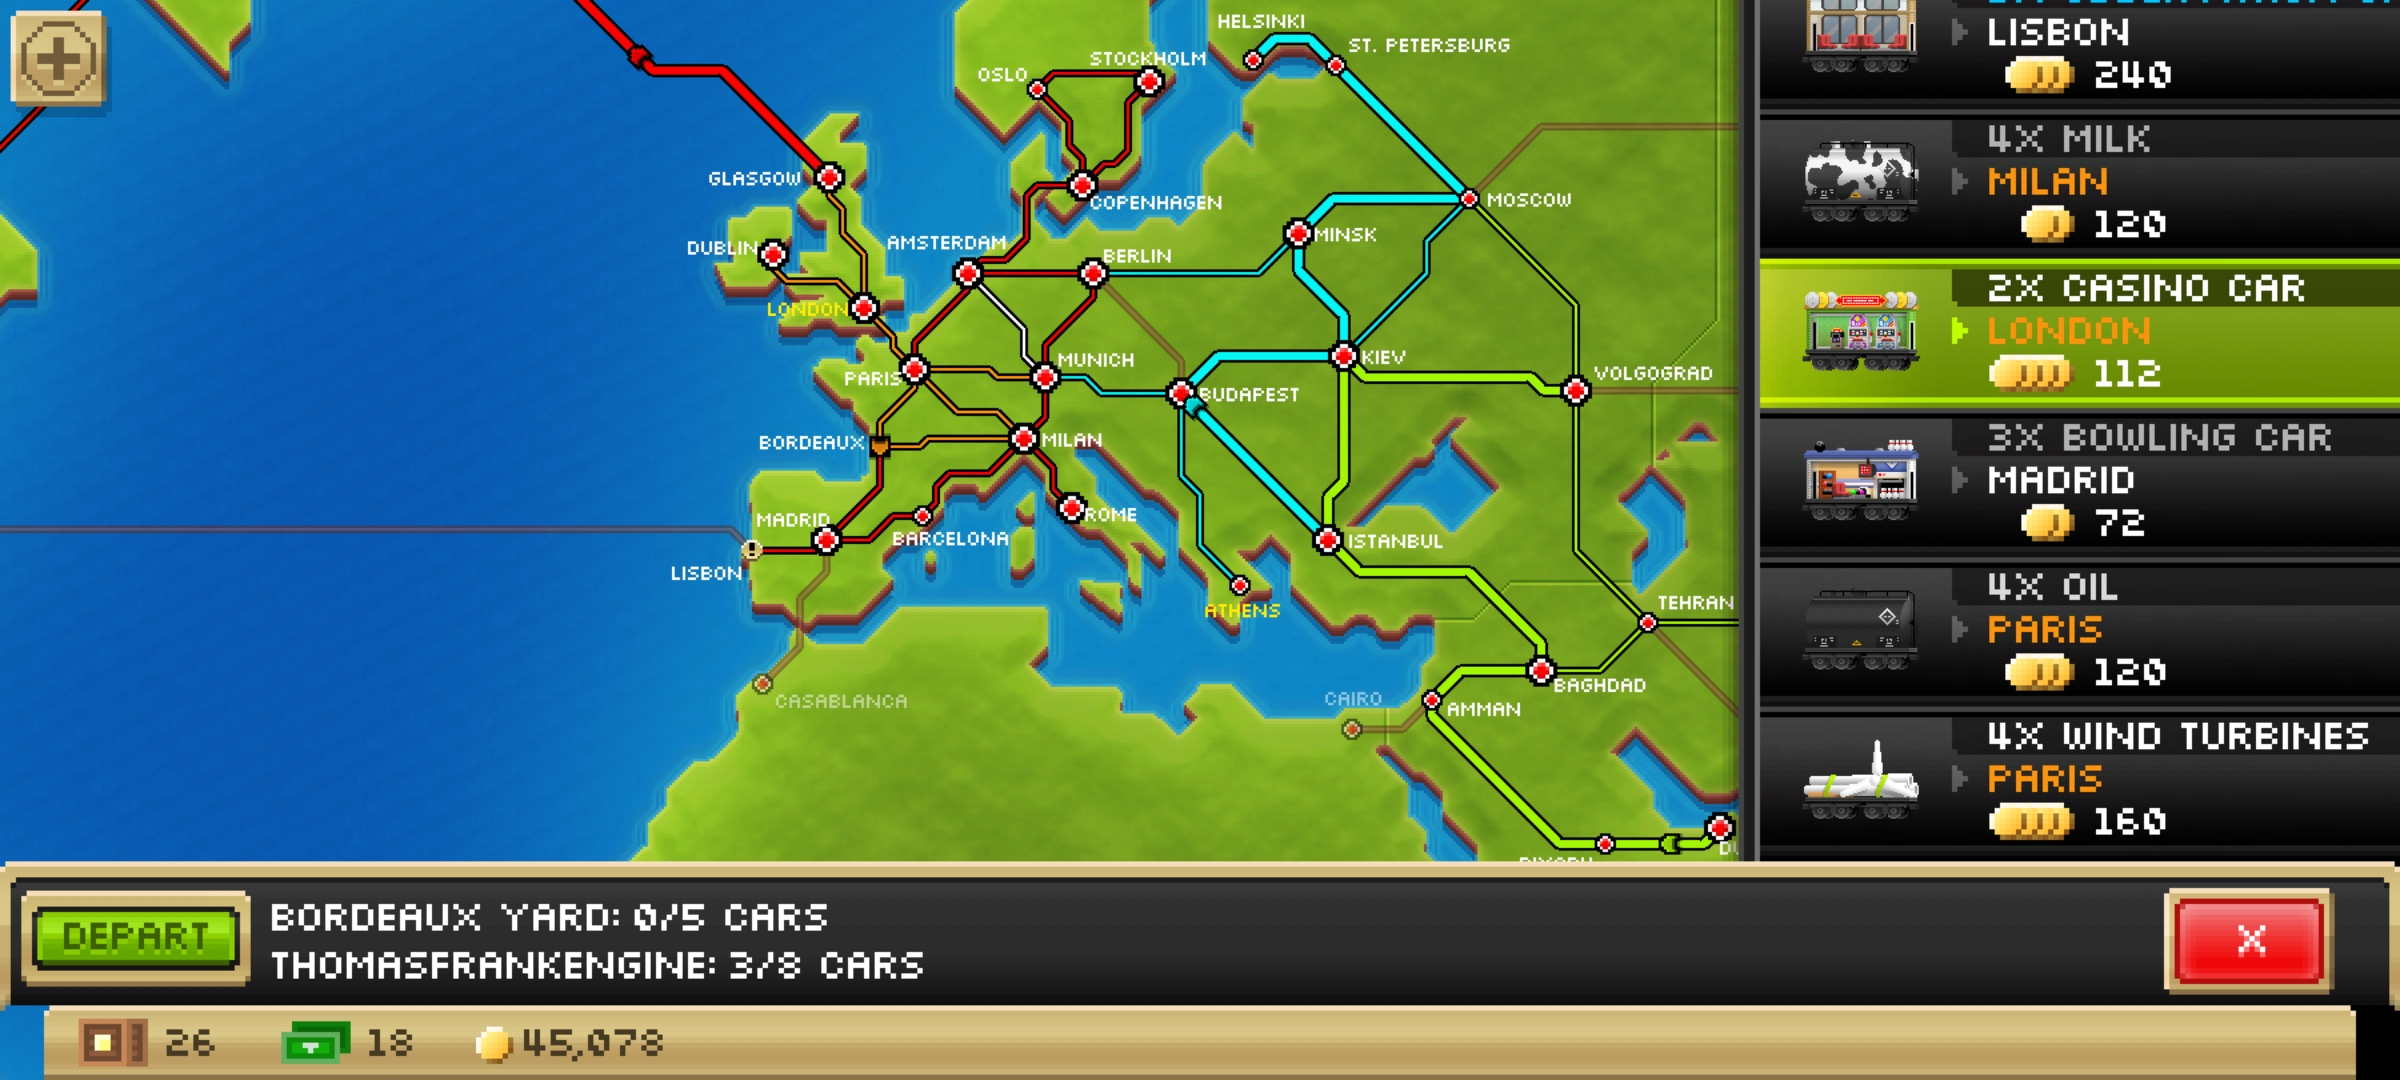 HELSINKI
ST. PETERSBURG
STOCKHOLM
OSLO
GLASGOW
COPENHAGEN
MOSCOW
MINSK
DUBLIN
AMSTERDAM
BERLIN
LONDON
PARIS
MUNICH
KIEV
VOLGOGRAD
BUDAPEST
BORDEAUX
MILAN
MADRID
ROME
BARCELONA
ISTANBUL
LISBON
ATHENS
TEHRAN
BAGHDAD
CASABLANCA
CAIRO
AMMAN
LISBON
240
4X MILK
MILAN
120
2X CASINO CAR
LONDON
112
3X BOWLING CAR
MADRID
72
4X OIL
PARIS
120
4X WIND TURBINES
PARIS
160
DEPART
BORDEAUX YARD: 0/5 CARS
THOMASFRANKENGINE: 3/8 CARS
X
26
18
45,078